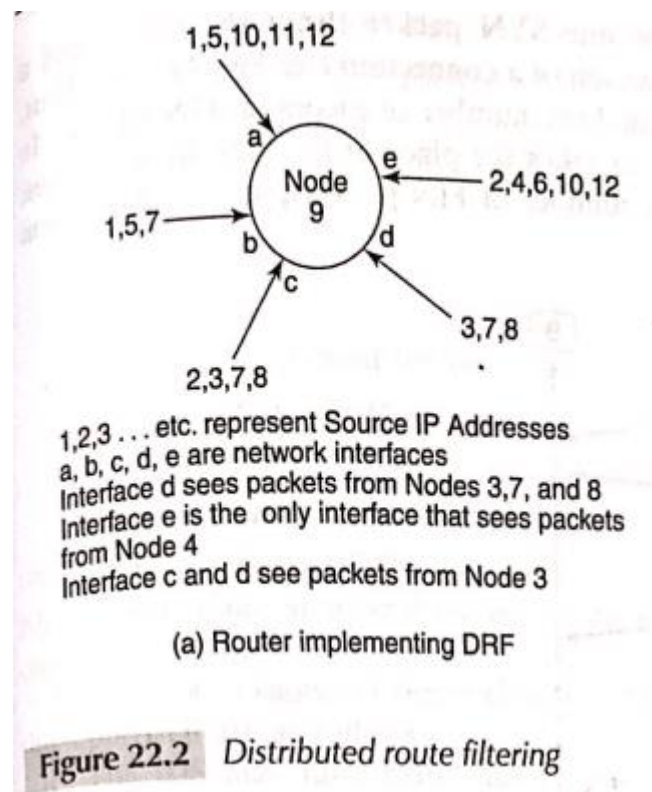 1,5,10,11,12
a
e
Node
9
2,4,6,10,12
1,5,7
b
d
c
3,7,8
2,3,7,8
1,2,3 . . . etc. represent Source IP Addresses
a, b, c, d, e are network interfaces
Interface d sees packets from Nodes 3,7, and 8
Interface e is the only interface that sees packets
from Node 4
Interface c and d see packets from Node 3
(a) Router implementing DRF
Figure 22.2 Distributed route filtering